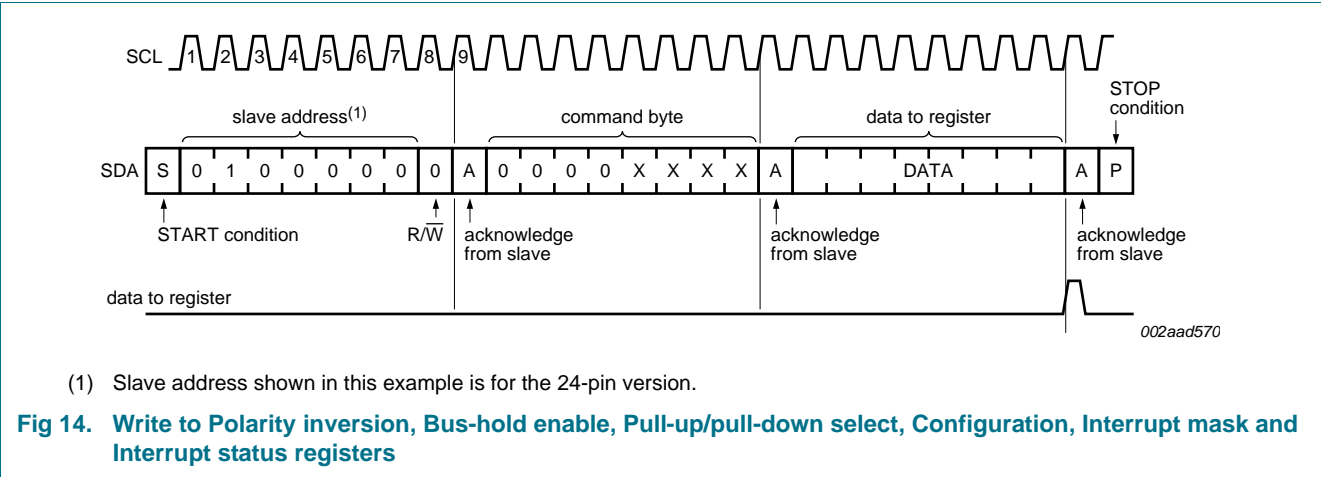 SCL 1 2 3 4 5 6 7 8 9
STOP
condition
slave address(1) command byte data to register
SDA S 0 1 0 0 0 0 0 0 A 0 0 0 0 X X X X A DATA A P
START condition R/W̅ acknowledge from slave acknowledge from slave acknowledge from slave
data to register
002aad570
(1) Slave address shown in this example is for the 24-pin version.
Fig 14. Write to Polarity inversion, Bus-hold enable, Pull-up/pull-down select, Configuration, Interrupt mask and
Interrupt status registers